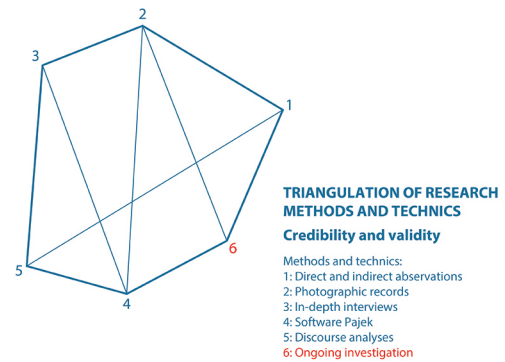 2
3
1
6
5
4
TRIANGULATION OF RESEARCH
METHODS AND TECHNICS
Credibility and validity
Methods and technics:
1: Direct and indirect abservations
2: Photographic records
3: In-depth interviews
4: Software Pajek
5: Discourse analyses
6: Ongoing investigation